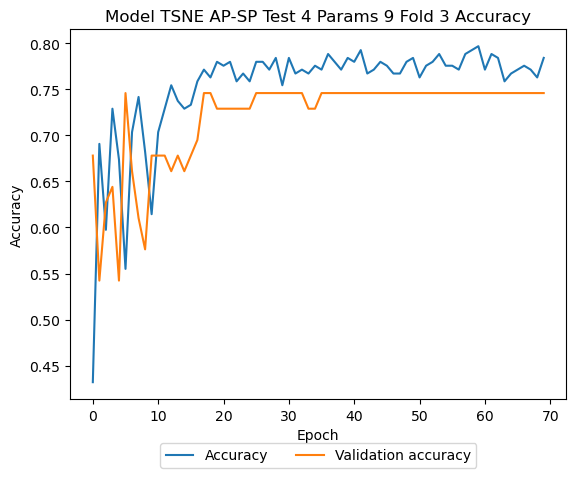 Model TSNE AP-SP Test 4 Params 9 Fold 3 Accuracy
0.80
0.75
0.70
0.65
0.60
0.55
0.50
0.45
Accuracy
0 10 20 30 40 50 60 70
Epoch
Accuracy Validation accuracy